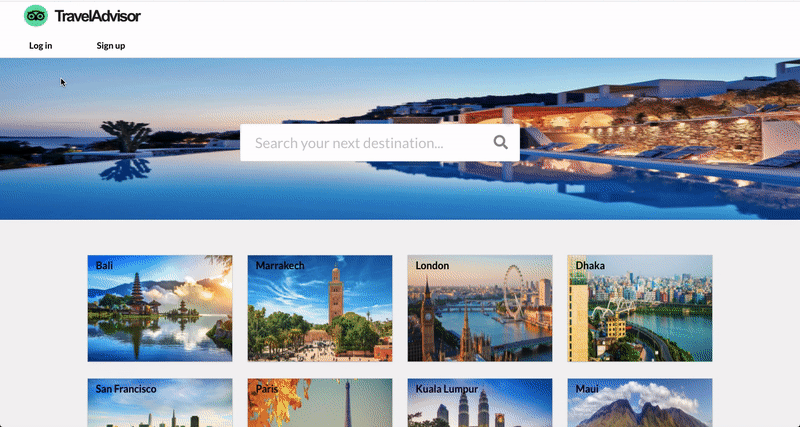 TravelAdvisor
Log in
Sign up
Search your next destination...
Bali
Marrakech
London
Dhaka
San Francisco
Paris
Kuala Lumpur
Maui